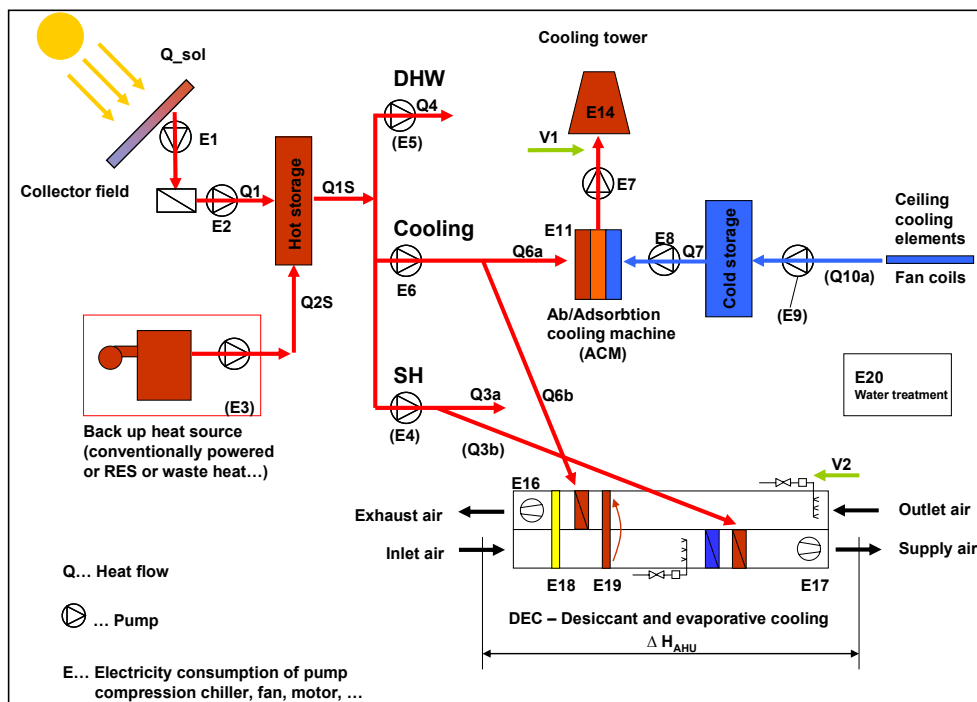 Q_sol
Cooling tower
DHW
Q4
E14
E1
(E5)
V1
Collector field
Q1
Hot storage
Q1S
E7
E2
Cooling
Q6a
E11
E8
Q7
Cold storage
Ceiling
cooling
elements
(Q10a)
Fan coils
E6
Q2S
(E9)
Ab/Adsorbtion
cooling machine
(ACM)
SH
Q3a
Q6b
E20
Water treatment
(E3)
(E4)
(Q3b)
Back up heat source
(conventionally powered
or RES or waste heat…)
V2
E16
Exhaust air
Outlet air
Inlet air
Supply air
E18
E19
E17
Q… Heat flow
DEC – Desiccant and evaporative cooling
Δ HAHU
… Pump
E… Electricity consumption of pump
compression chiller, fan, motor, …